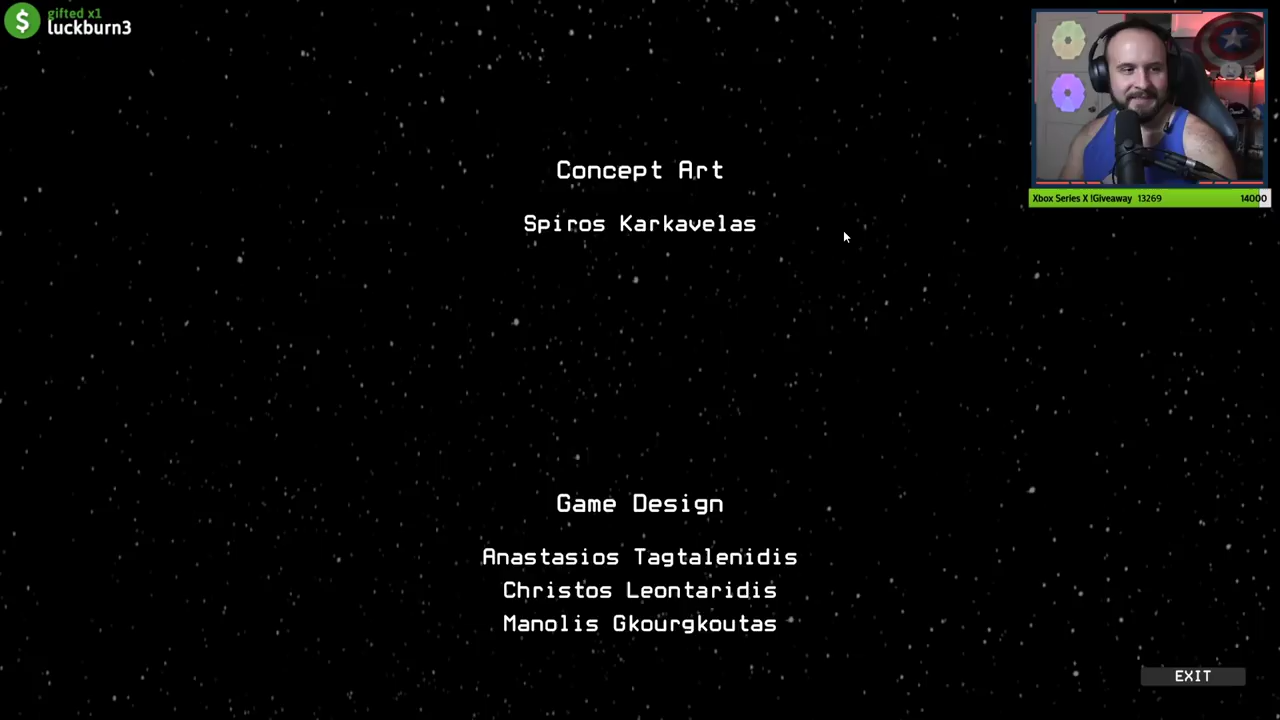 $
gifted x1
luckburn3
Xbox Series X !Giveaway 13269 14000
Concept Art
Spiros Karkavelas
Game Design
Anastasios Tagtalenidis
Christos Leontaridis
Manolis Gkourgkoutas
EXIT